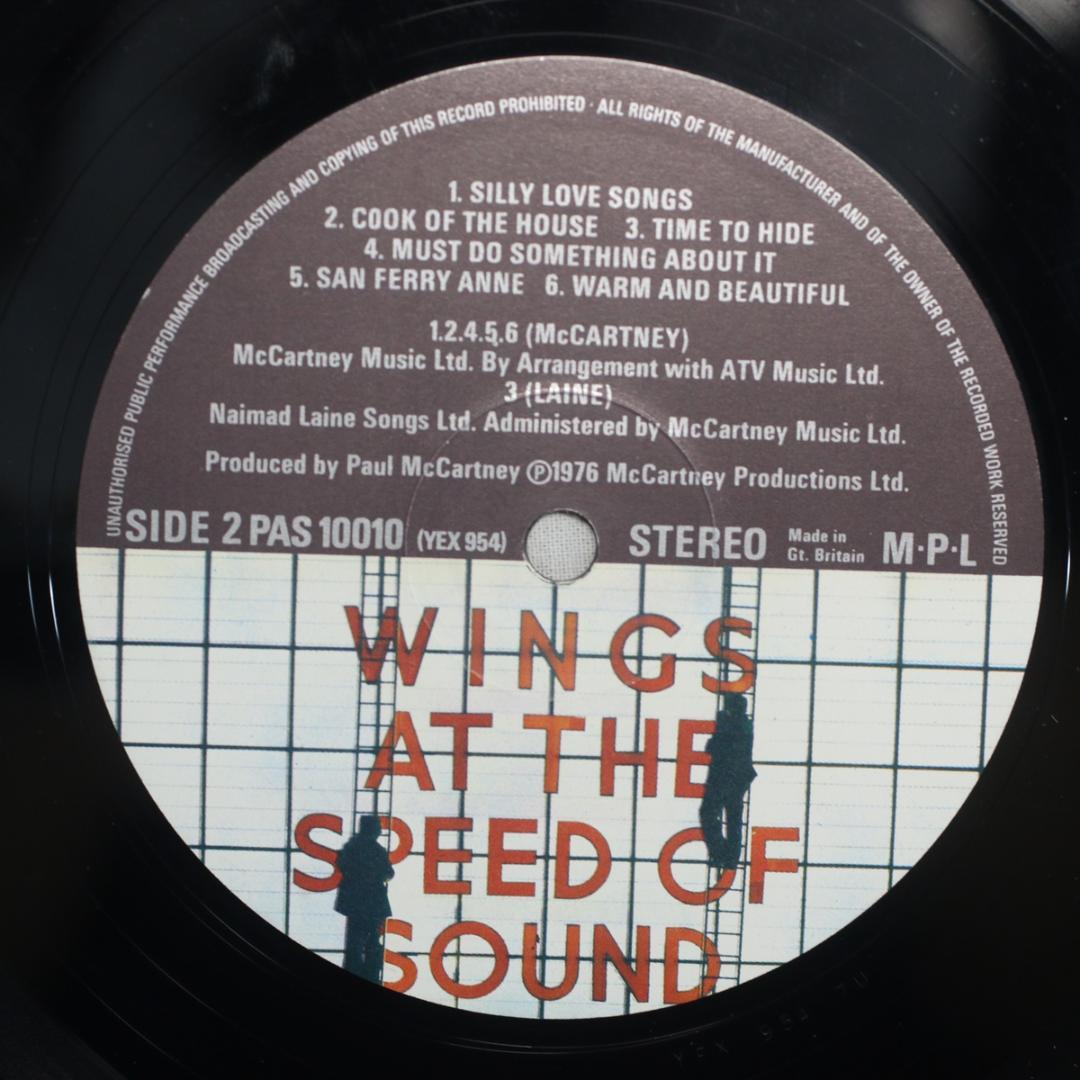 UNAUTHORISED PUBLIC PERFORMANCE BROADCASTING AND COPYING OF THIS RECORD PROHIBITED · ALL RIGHTS OF THE MANUFACTURER AND OF THE OWNER OF THE RECORDED WORK RESERVED
1. SILLY LOVE SONGS
2. COOK OF THE HOUSE 3. TIME TO HIDE
4. MUST DO SOMETHING ABOUT IT
5. SAN FERRY ANNE 6. WARM AND BEAUTIFUL
1.2.4.5.6 (McCARTNEY)
McCartney Music Ltd. By Arrangement with ATV Music Ltd.
3 (LAINE)
Naimad Laine Songs Ltd. Administered by McCartney Music Ltd.
Produced by Paul McCartney Ⓟ1976 McCartney Productions Ltd.
SIDE 2 PAS 10010 (YEX 954) STEREO Made in Gt. Britain M·P·L
WINGS
AT THE
SPEED OF
SOUND
YEX 954